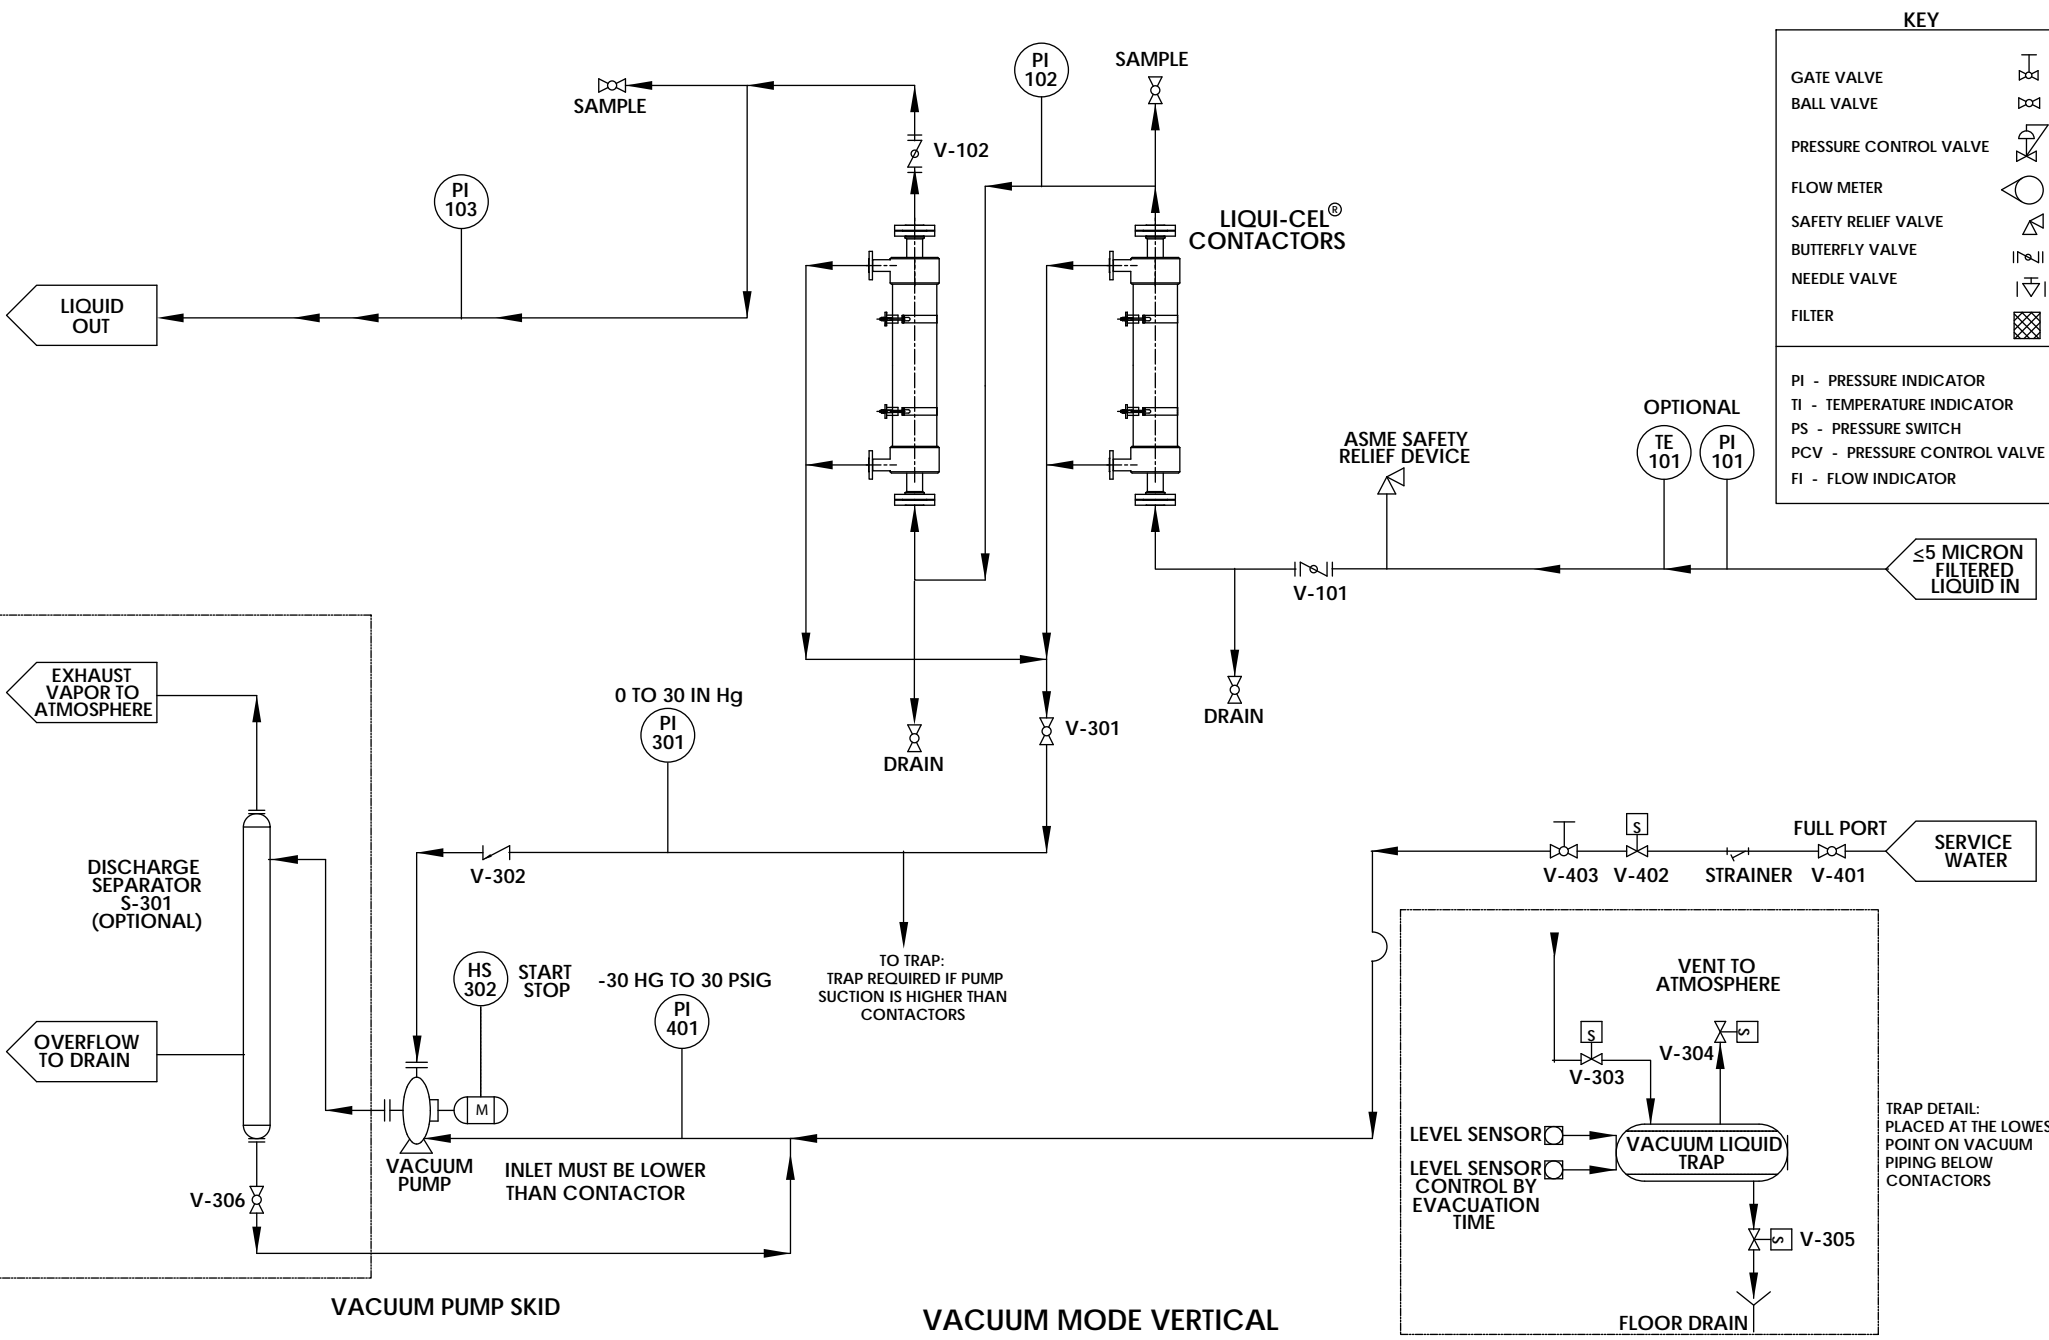 KEY
GATE VALVE
BALL VALVE
PRESSURE CONTROL VALVE
FLOW METER
SAFETY RELIEF VALVE
BUTTERFLY VALVE
NEEDLE VALVE
FILTER
PI - PRESSURE INDICATOR
TI - TEMPERATURE INDICATOR
PS - PRESSURE SWITCH
PCV - PRESSURE CONTROL VALVE
FI - FLOW INDICATOR
SAMPLE
PI
102
SAMPLE
V-102
PI
103
LIQUI-CEL®
CONTACTORS
LIQUID
OUT
OPTIONAL
TE
101
PI
101
ASME SAFETY
RELIEF DEVICE
≤5 MICRON
FILTERED
LIQUID IN
V-101
DRAIN
EXHAUST
VAPOR TO
ATMOSPHERE
0 TO 30 IN Hg
PI
301
V-301
DRAIN
DISCHARGE
SEPARATOR
S-301
(OPTIONAL)
V-302
FULL PORT
SERVICE
WATER
S
V-403
V-402
STRAINER
V-401
TO TRAP:
TRAP REQUIRED IF PUMP
SUCTION IS HIGHER THAN
CONTACTORS
HS
302
START
STOP
-30 HG TO 30 PSIG
PI
401
OVERFLOW
TO DRAIN
M
VACUUM
PUMP
INLET MUST BE LOWER
THAN CONTACTOR
V-306
VENT TO
ATMOSPHERE
S
V-303
V-304
S
LEVEL SENSOR
LEVEL SENSOR
CONTROL BY
EVACUATION
TIME
VACUUM LIQUID
TRAP
S
V-305
FLOOR DRAIN
TRAP DETAIL:
PLACED AT THE LOWES
POINT ON VACUUM
PIPING BELOW
CONTACTORS
VACUUM PUMP SKID
VACUUM MODE VERTICAL